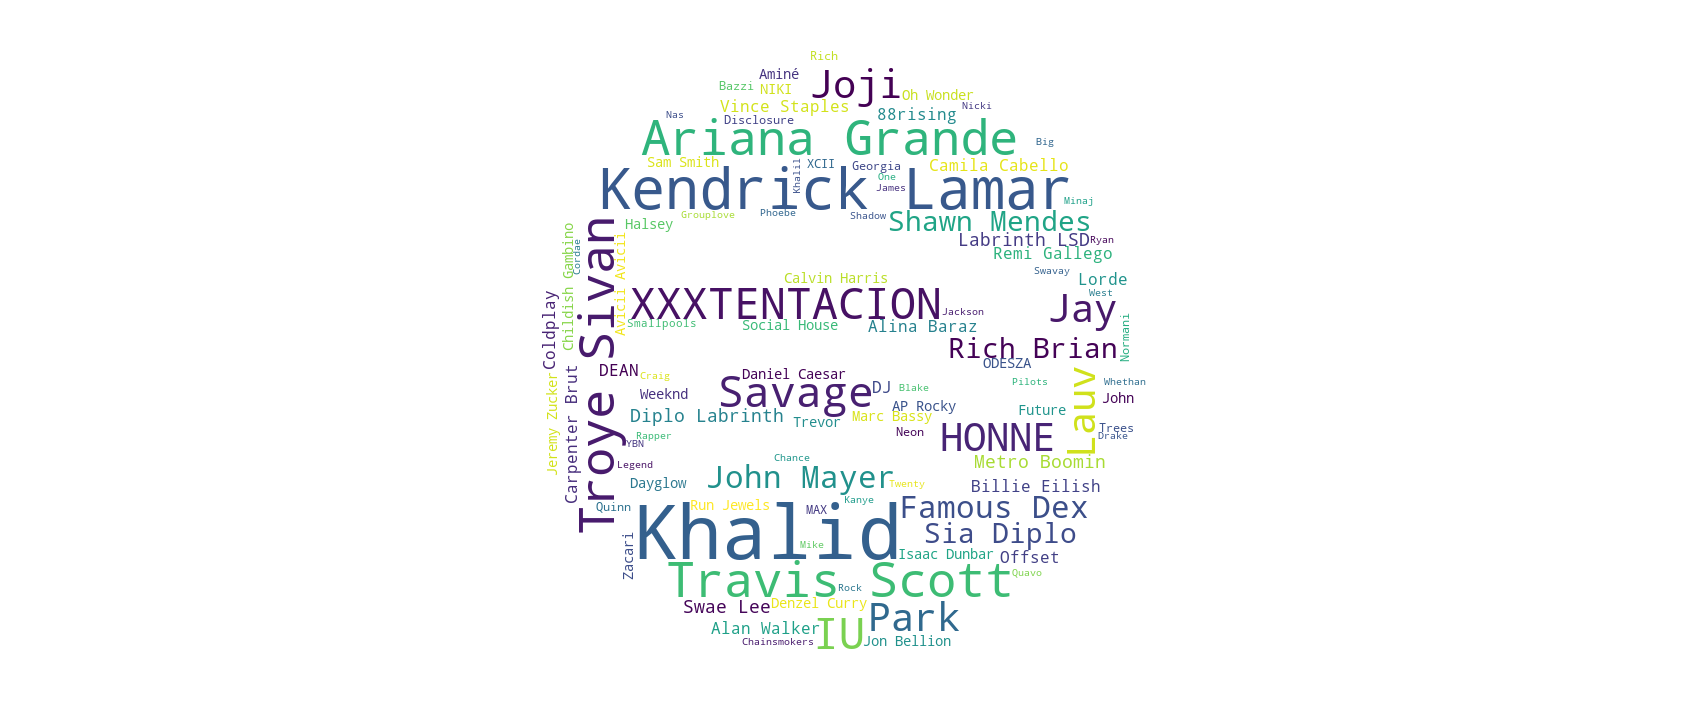 Rich
Aminé
Joji
Bazzi
NIKI
Oh Wonder
Vince Staples
Nicki
Nas
Disclosure
88rising
Ariana Grande
Big
Sam Smith
Khalil
XCII
Georgia
Camila Cabello
One
James
Kendrick Lamar
Minaj
Grouplove
Phoebe
Shadow
Shawn Mendes
Halsey
Labrinth LSD
Ryan
Remi Gallego
Childish Gambino
Cordae
Troye Sivan
Avicii Avicii
Calvin Harris
Swavay
Lorde
West
XXXTENTACION
Jackson
Jay
Coldplay
Smallpools
Social House
Alina Baraz
Normani
Rich Brian
ODESZA
DEAN
Craig
Daniel Caesar
Pilots
Whethan
Savage
DJ
Blake
Lauv
John
Weeknd
AP Rocky
Future
Jeremy Zucker
Carpenter Brut
Diplo Labrinth
Trevor
Marc Bassy
Neon
HONNE
Trees
Drake
Rapper
YBN
Legend
Chance
Metro Boomin
John Mayer
Dayglow
Twenty
Billie Eilish
Quinn
Run Jewels
Kanye
MAX
Famous Dex
Khalid
Sia Diplo
Mike
Zacari
Isaac Dunbar
Offset
Travis Scott
Rock
Quavo
Swae Lee
Denzel Curry
Park
Alan Walker
IU
Chainsmokers
Jon Bellion